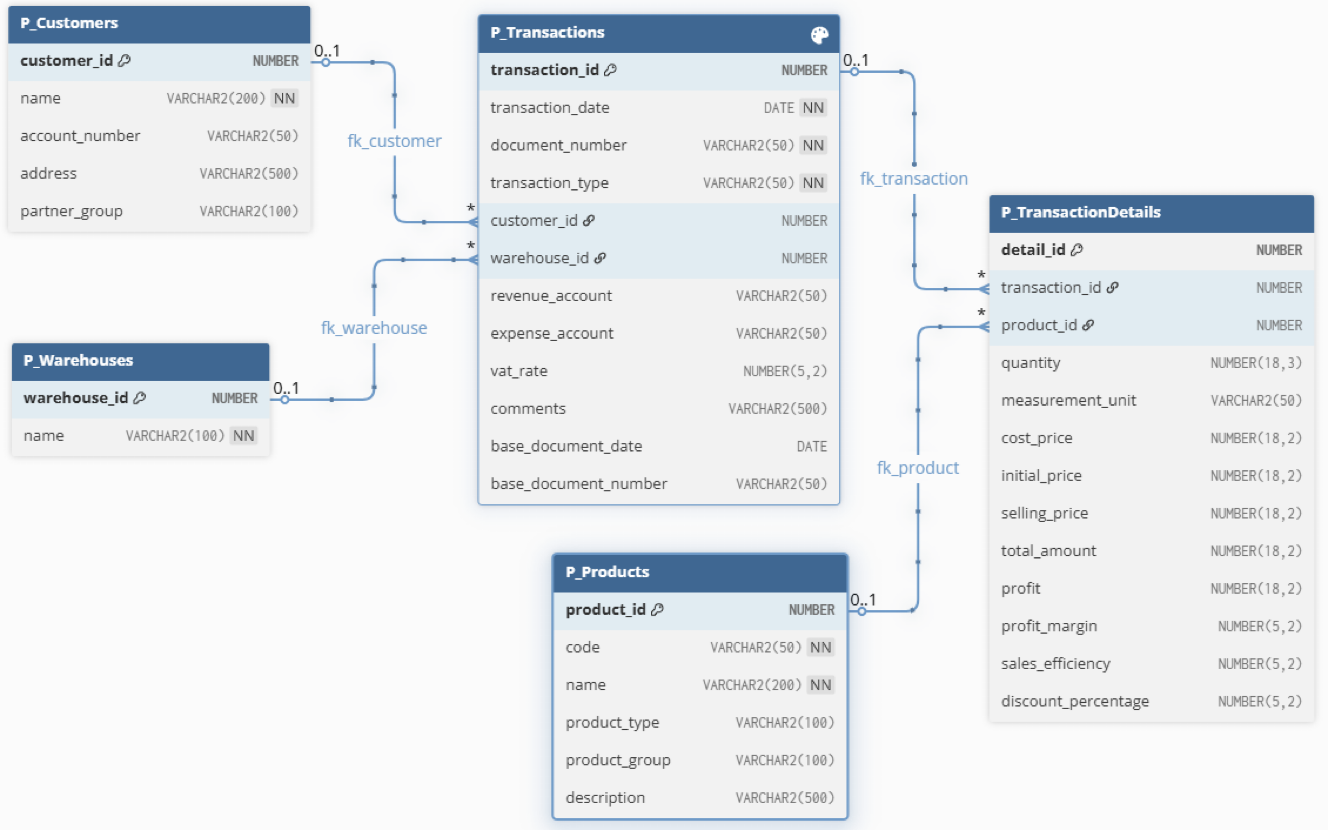 P_Customers
customer_id NUMBER
name VARCHAR2(200) NN
account_number VARCHAR2(50)
address VARCHAR2(500)
partner_group VARCHAR2(100)
0..1
fk_customer
*
P_Warehouses
warehouse_id NUMBER
name VARCHAR2(100) NN
0..1
fk_warehouse
*
P_Transactions
transaction_id NUMBER
transaction_date DATE NN
document_number VARCHAR2(50) NN
transaction_type VARCHAR2(50) NN
customer_id NUMBER
warehouse_id NUMBER
revenue_account VARCHAR2(50)
expense_account VARCHAR2(50)
vat_rate NUMBER(5,2)
comments VARCHAR2(500)
base_document_date DATE
base_document_number VARCHAR2(50)
0..1
fk_transaction
*
P_Products
product_id NUMBER
code VARCHAR2(50) NN
name VARCHAR2(200) NN
product_type VARCHAR2(100)
product_group VARCHAR2(100)
description VARCHAR2(500)
0..1
fk_product
*
P_TransactionDetails
detail_id NUMBER
transaction_id NUMBER
product_id NUMBER
quantity NUMBER(18,3)
measurement_unit VARCHAR2(50)
cost_price NUMBER(18,2)
initial_price NUMBER(18,2)
selling_price NUMBER(18,2)
total_amount NUMBER(18,2)
profit NUMBER(18,2)
profit_margin NUMBER(5,2)
sales_efficiency NUMBER(5,2)
discount_percentage NUMBER(5,2)